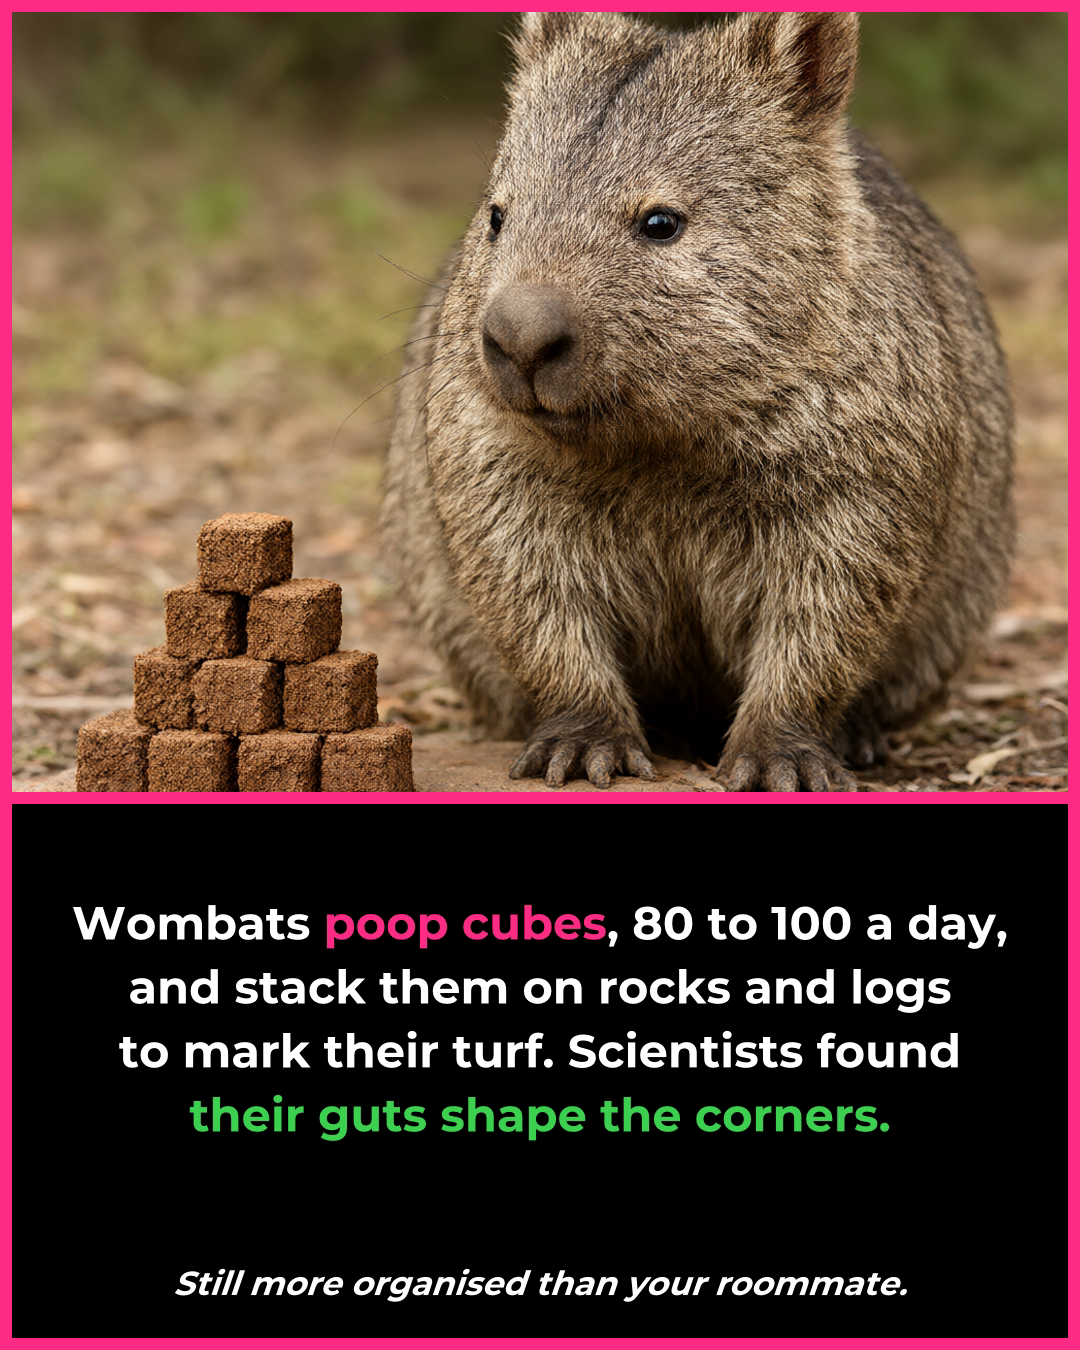 Wombats poop cubes, 80 to 100 a day,
and stack them on rocks and logs
to mark their turf. Scientists found
their guts shape the corners.
Still more organised than your roommate.